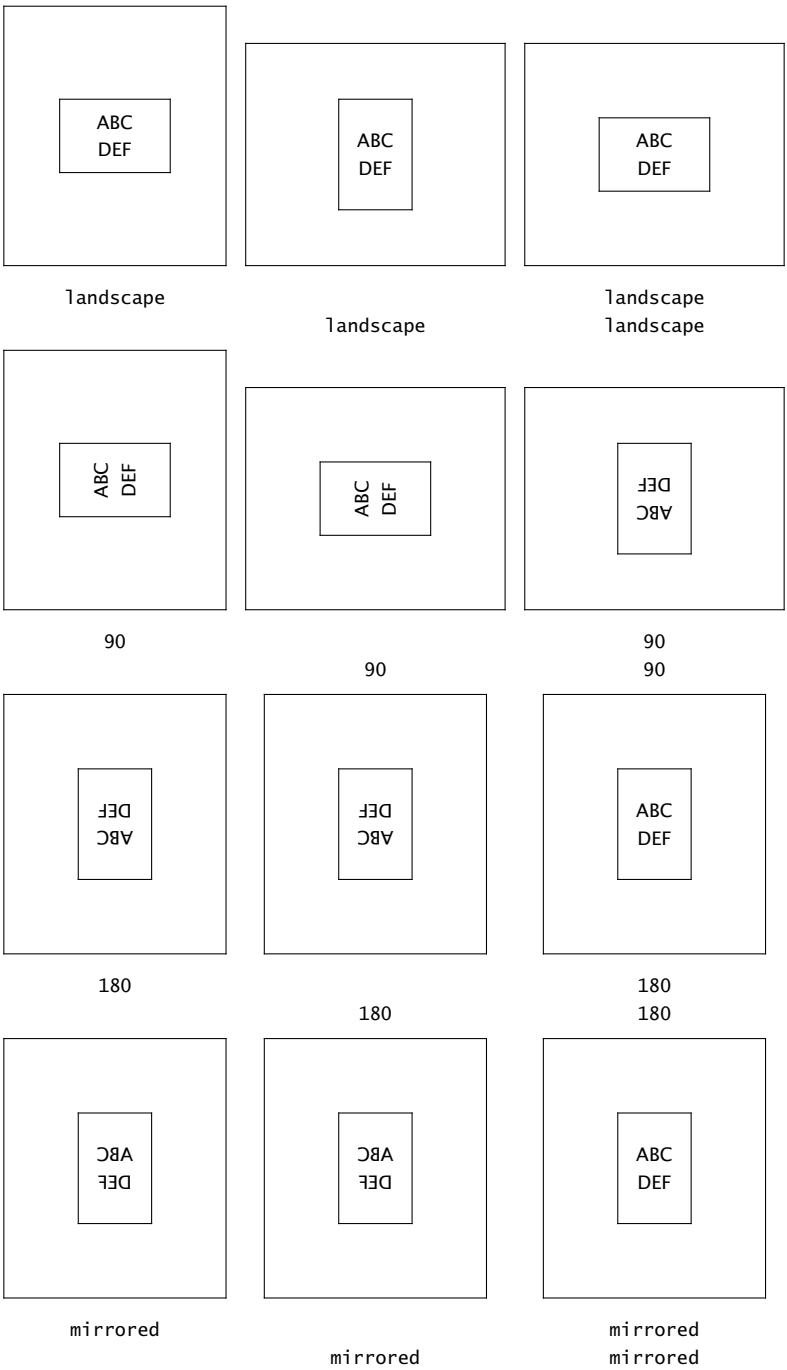 ABC
DEF
ABC
DEF
ABC
DEF
landscape
landscape
landscape
landscape
ABC
DEF
ABC
DEF
ABC
DEF
90
90
90
90
ABC
DEF
ABC
DEF
ABC
DEF
180
180
180
180
ABC
DEF
ABC
DEF
ABC
DEF
mirrored
mirrored
mirrored
mirrored